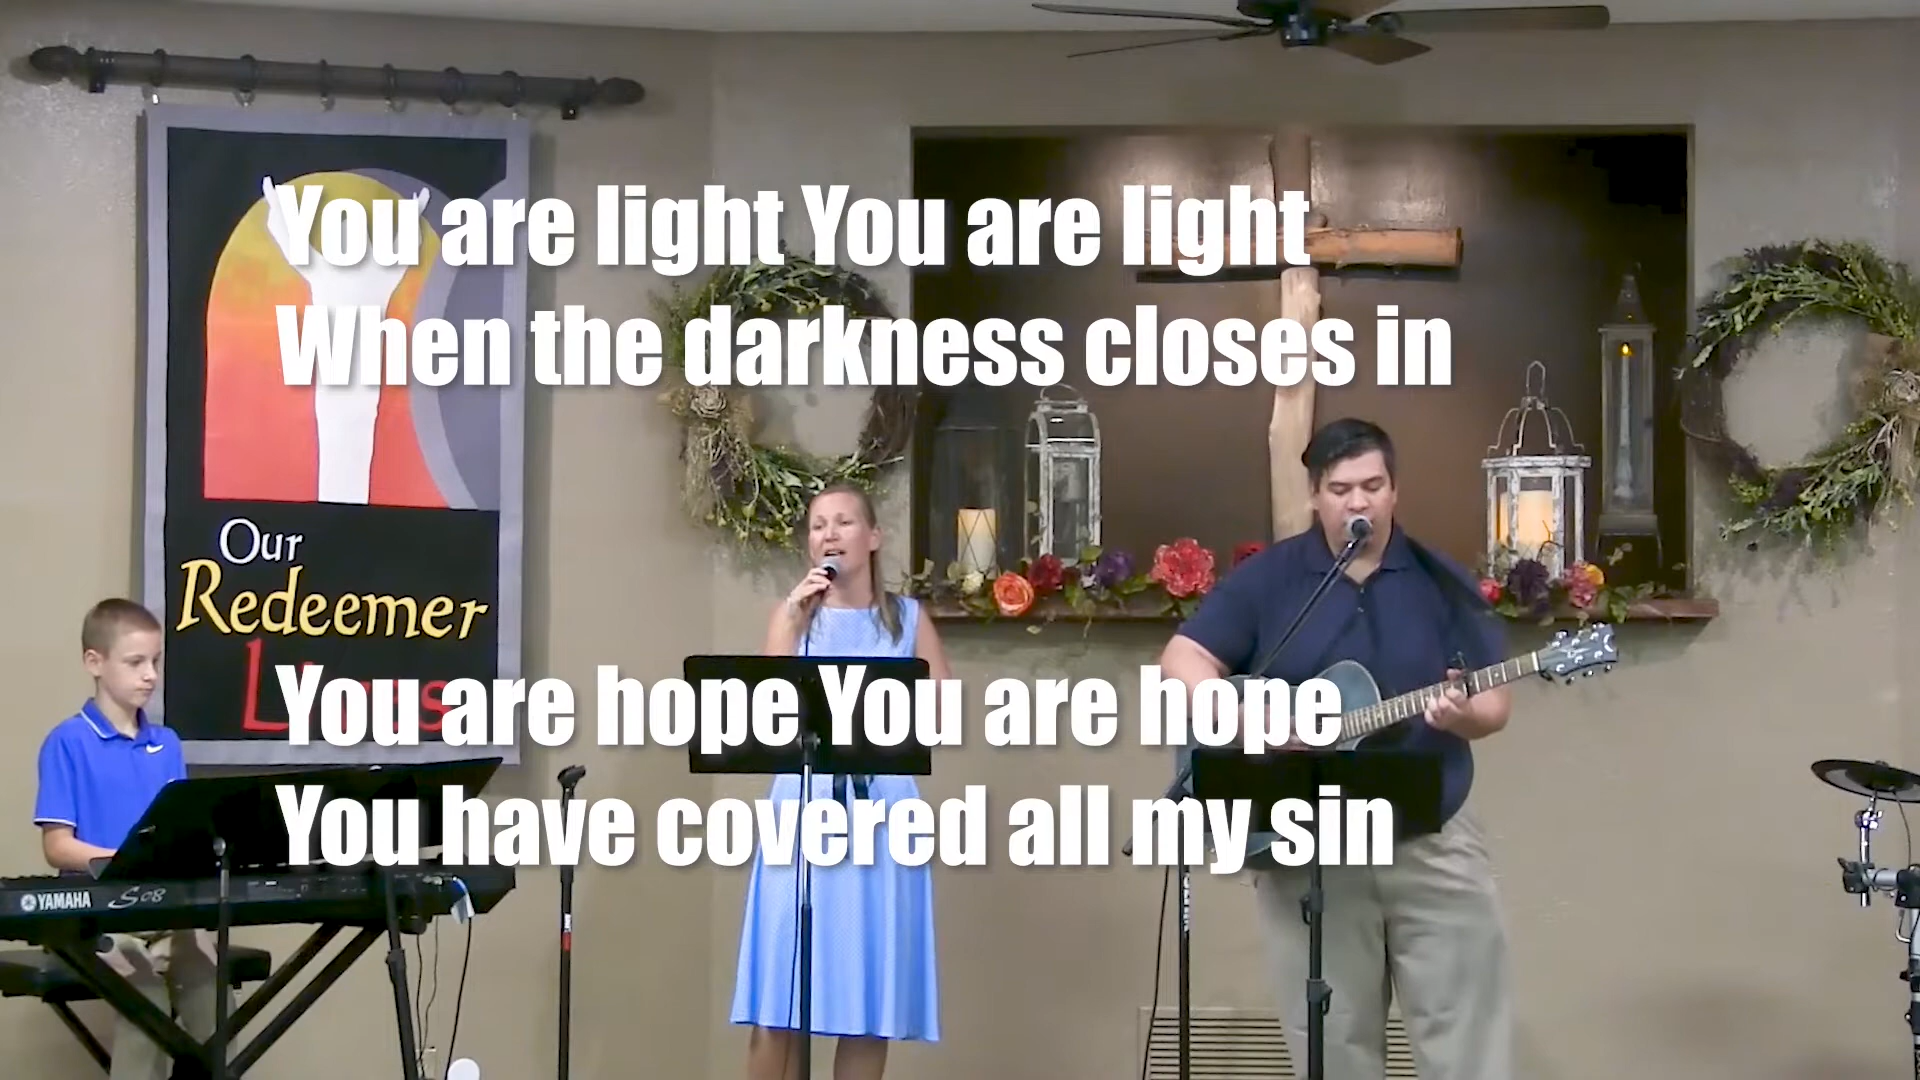 You are light You are light
When the darkness closes in
Our
Redeemer
You are hope You are hope
You have covered all my sin
YAMAHA S08